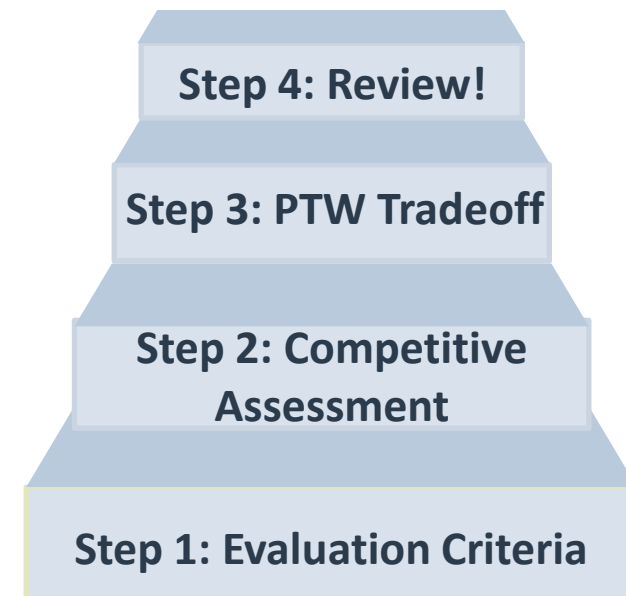 Step 4: Review!
Step 3: PTW Tradeoff
Step 2: Competitive
Assessment
Step 1: Evaluation Criteria